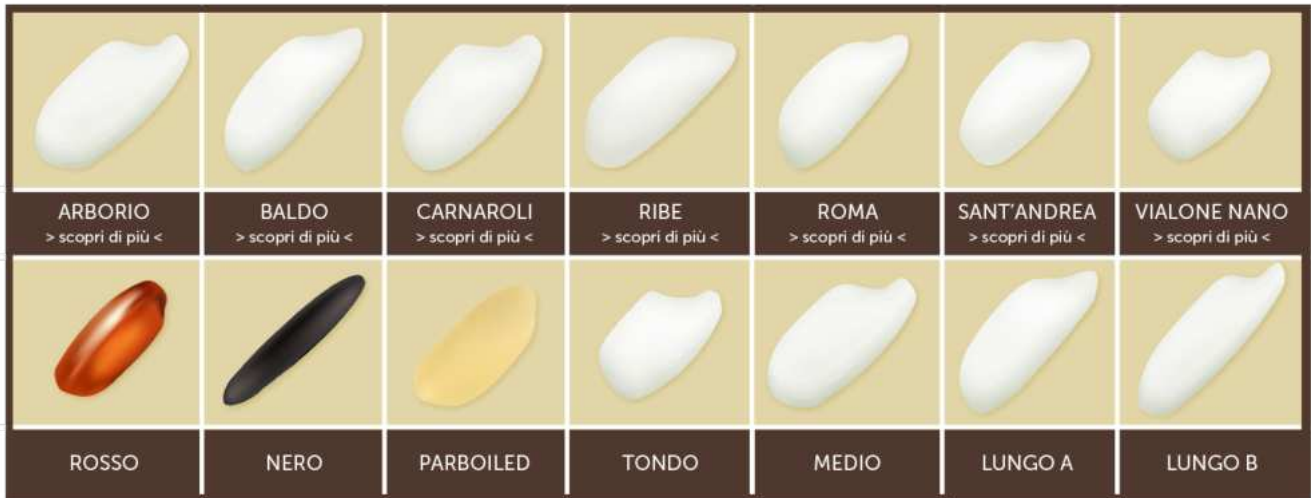 ARBORIO
> scopri di più <
BALDO
> scopri di più <
CARNAROLI
> scopri di più <
RIBE
> scopri di più <
ROMA
> scopri di più <
SANT'ANDREA
> scopri di più <
VIALONE NANO
> scopri di più <
ROSSO
NERO
PARBOILED
TONDO
MEDIO
LUNGO A
LUNGO B